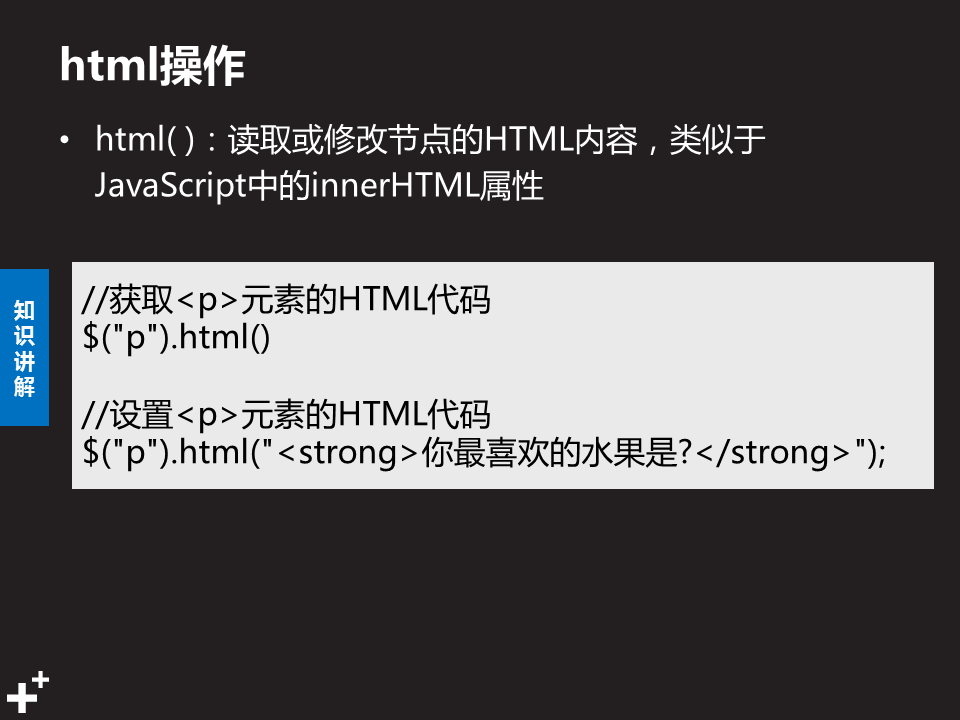 html操作
• html( )：读取或修改节点的HTML内容，类似于
JavaScript中的innerHTML属性
知
识
讲
解
//获取<p>元素的HTML代码
$("p").html()
//设置<p>元素的HTML代码
$("p").html("<strong>你最喜欢的水果是?</strong>");